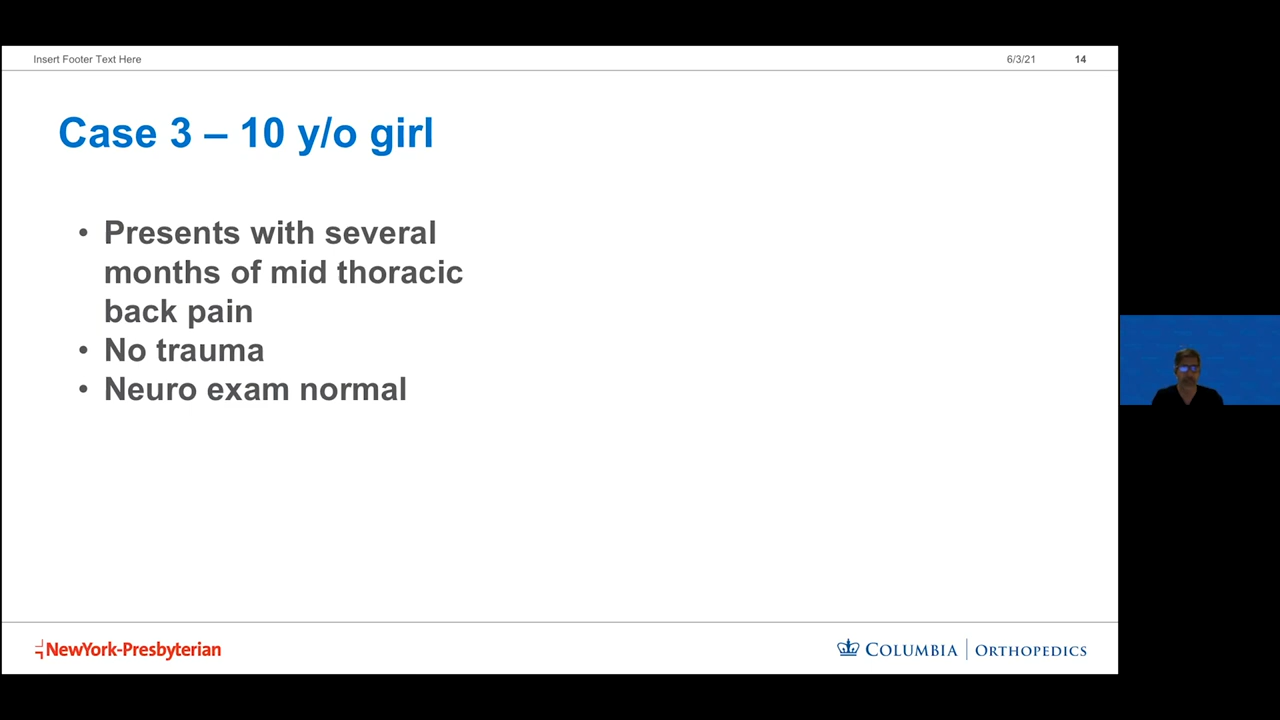 Insert Footer Text Here 6/3/21 14
Case 3 – 10 y/o girl
• Presents with several
months of mid thoracic
back pain
• No trauma
• Neuro exam normal
NewYork-Presbyterian COLUMBIA | ORTHOPEDICS